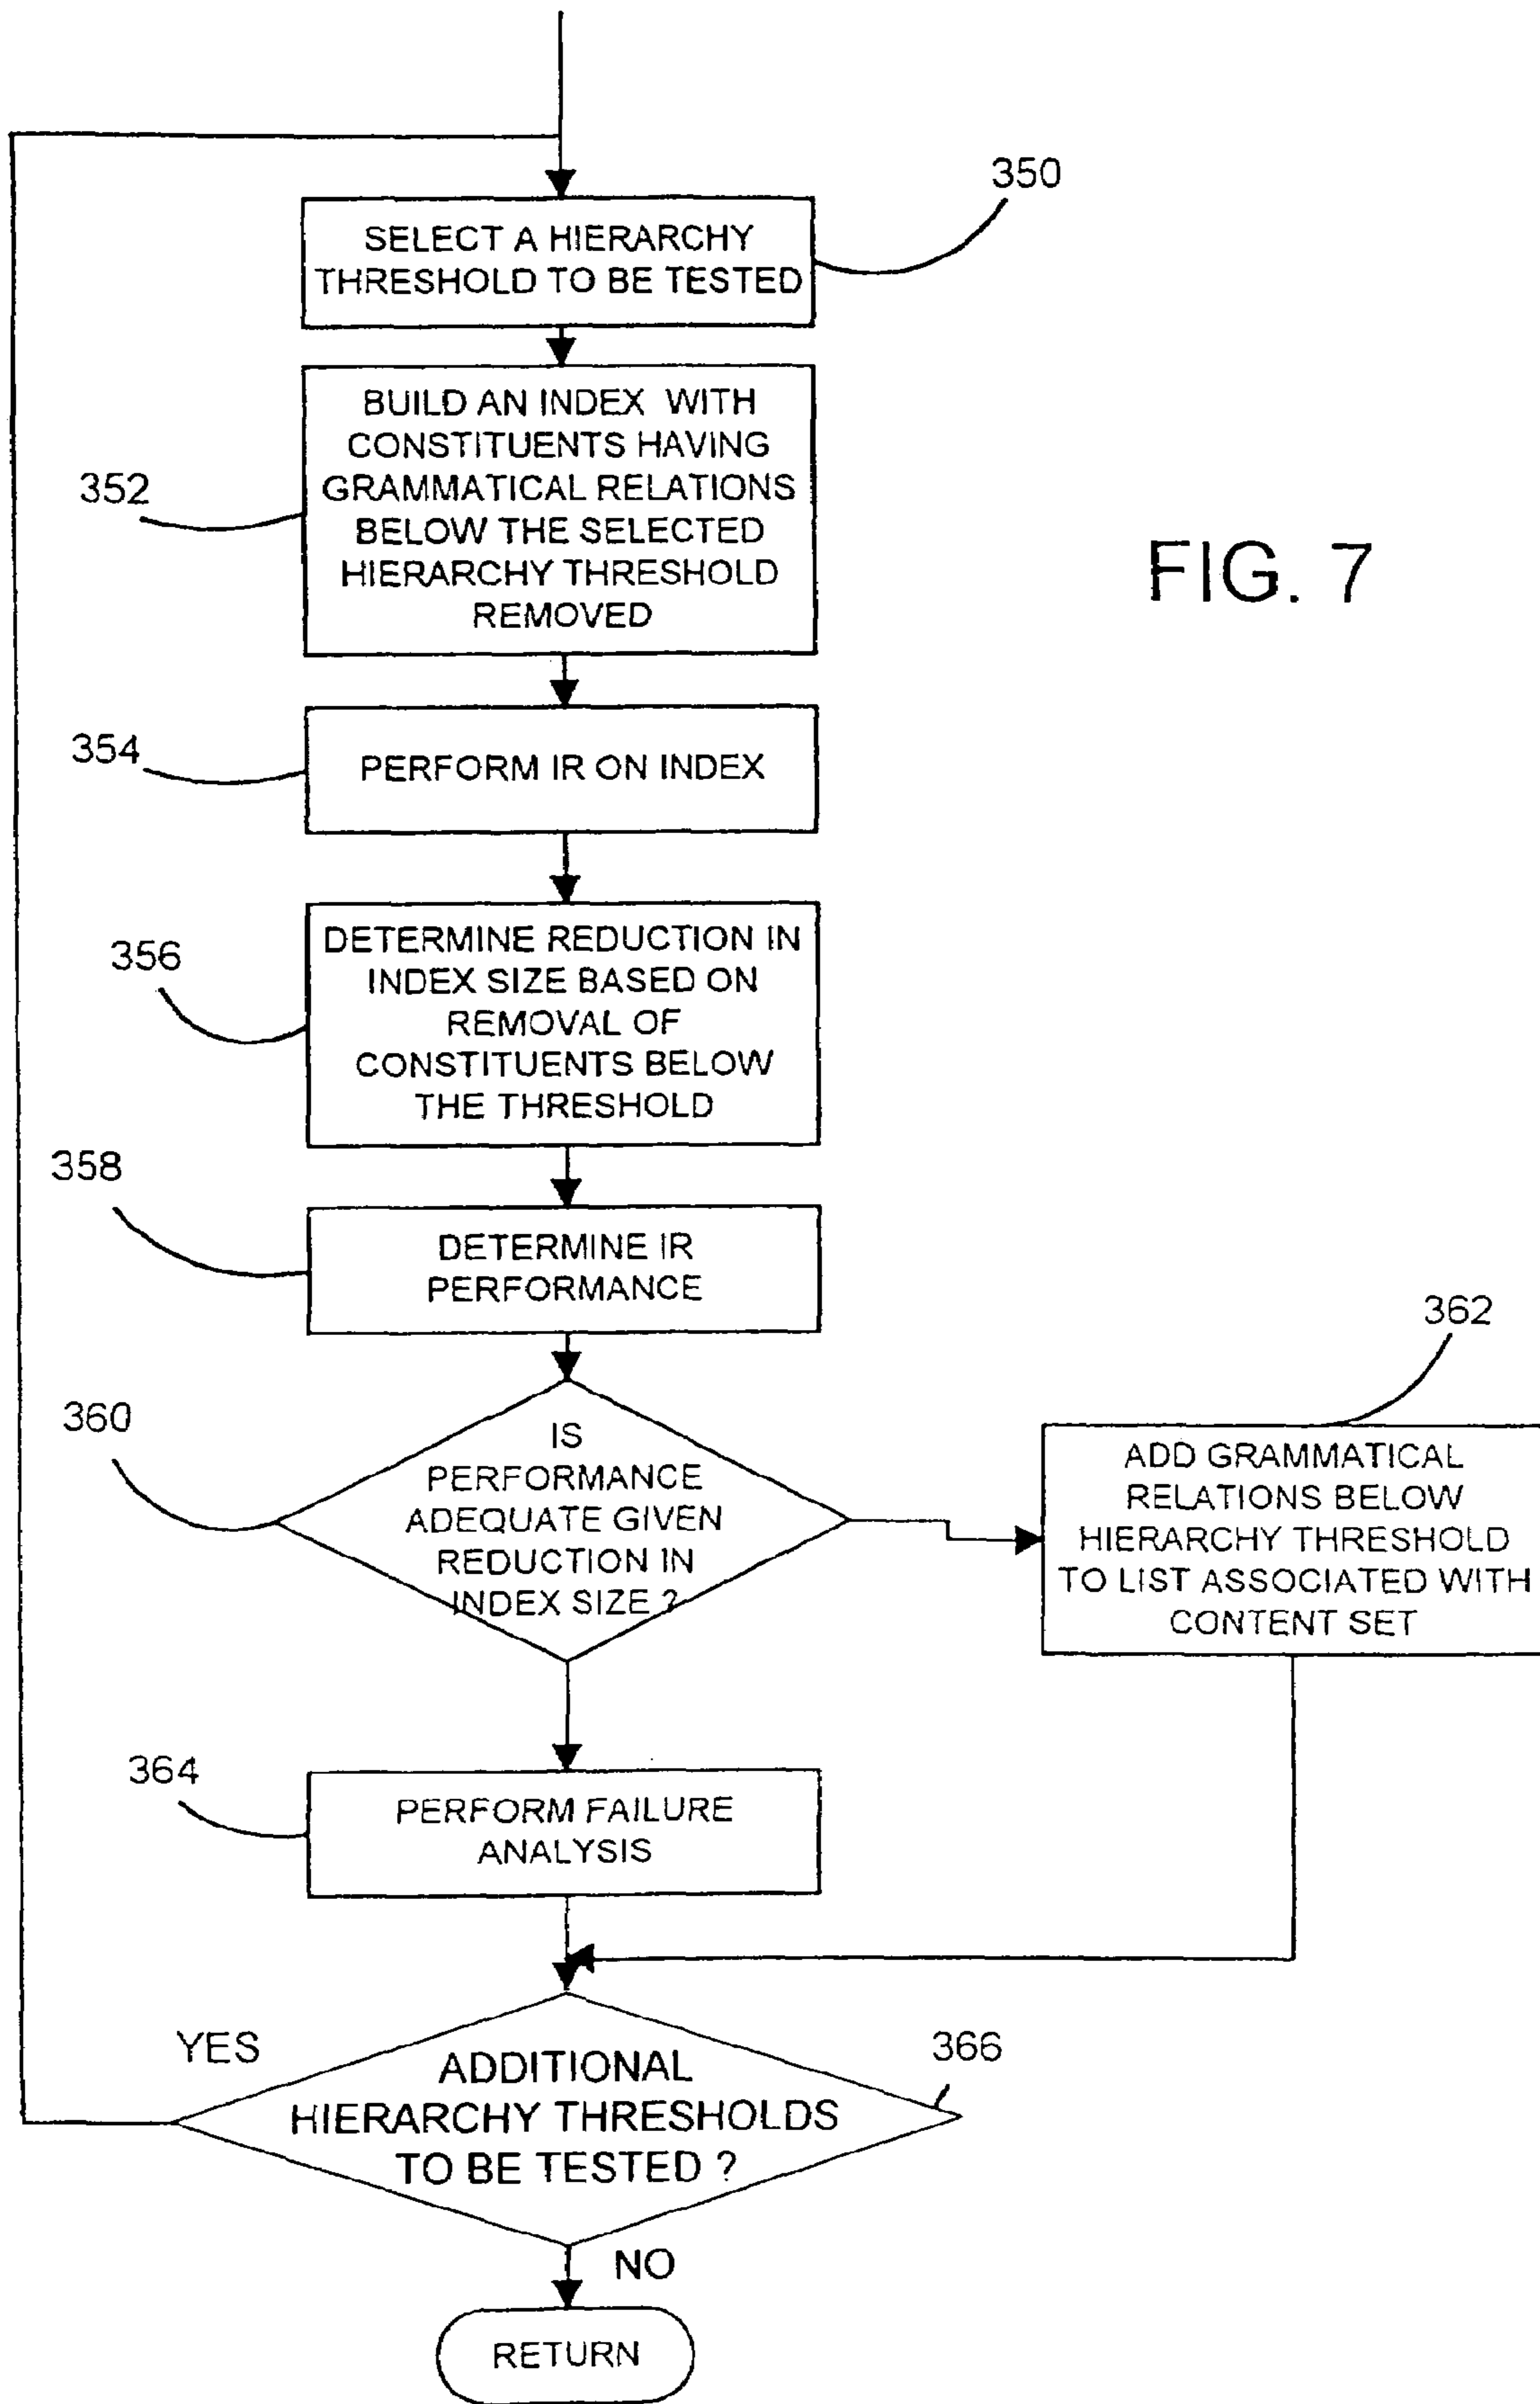 350
SELECT A HIERARCHY
THRESHOLD TO BE TESTED
352
BUILD AN INDEX WITH
CONSTITUENTS HAVING
GRAMMATICAL RELATIONS
BELOW THE SELECTED
HIERARCHY THRESHOLD
REMOVED
FIG. 7
354
PERFORM IR ON INDEX
356
DETERMINE REDUCTION IN
INDEX SIZE BASED ON
REMOVAL OF
CONSTITUENTS BELOW
THE THRESHOLD
358
DETERMINE IR
PERFORMANCE
360
IS
PERFORMANCE
ADEQUATE GIVEN
REDUCTION IN
INDEX SIZE ?
362
ADD GRAMMATICAL
RELATIONS BELOW
HIERARCHY THRESHOLD
TO LIST ASSOCIATED WITH
CONTENT SET
364
PERFORM FAILURE
ANALYSIS
YES
366
ADDITIONAL
HIERARCHY THRESHOLDS
TO BE TESTED ?
NO
RETURN